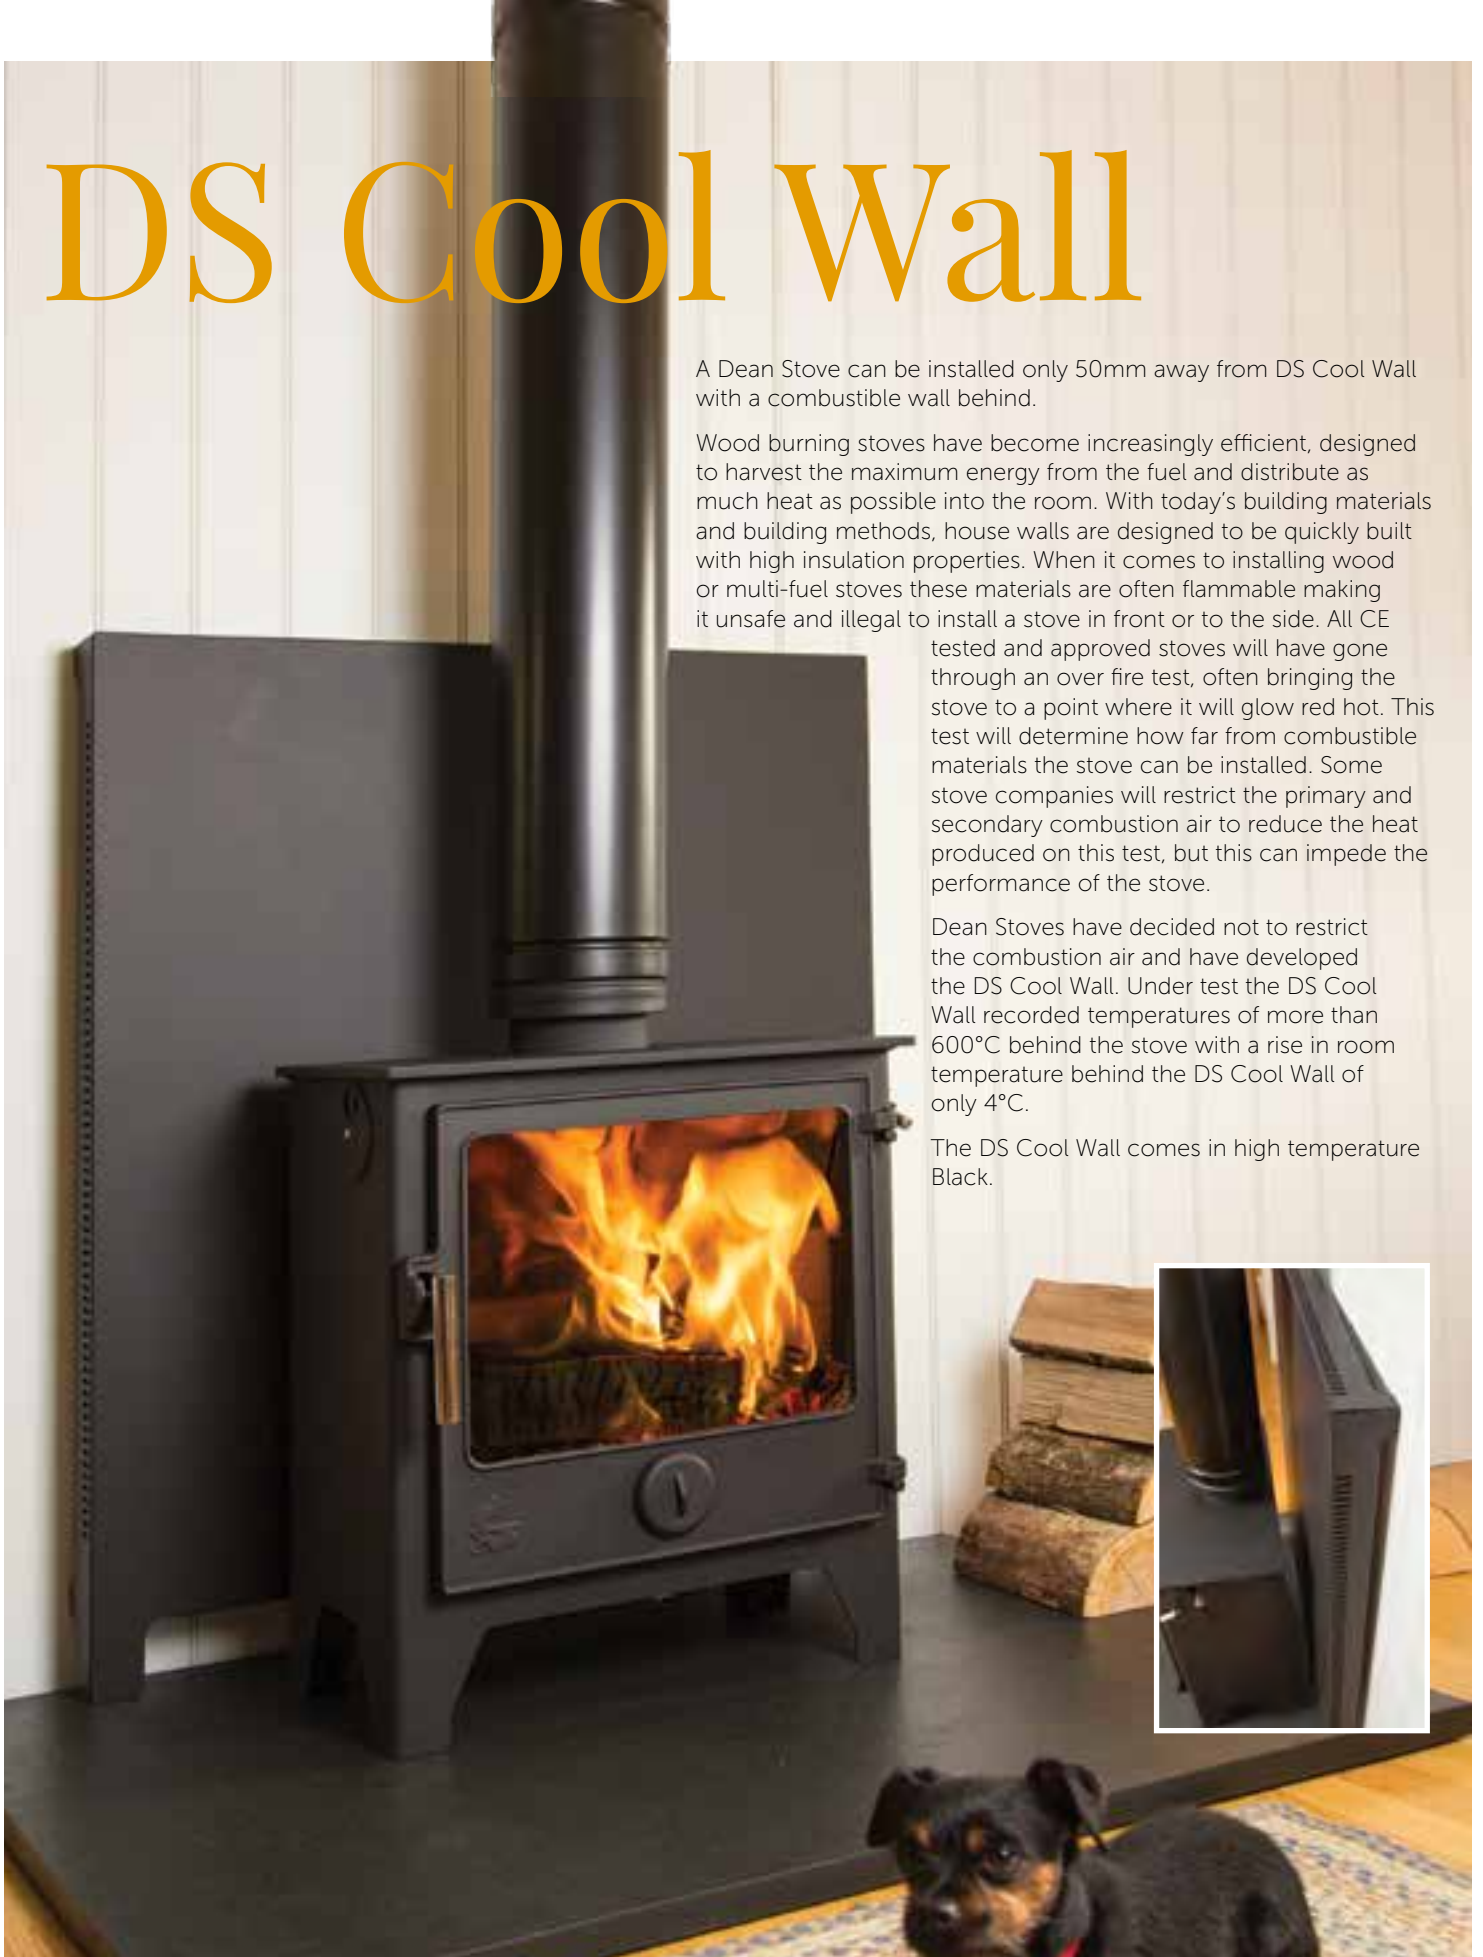 DS Cool Wall
A Dean Stove can be installed only 50mm away from DS Cool Wall
with a combustible wall behind.
Wood burning stoves have become increasingly efficient, designed
to harvest the maximum energy from the fuel and distribute as
much heat as possible into the room. With today's building materials
and building methods, house walls are designed to be quickly built
with high insulation properties. When it comes to installing wood
or multi-fuel stoves these materials are often flammable making
it unsafe and illegal to install a stove in front or to the side. All CE
tested and approved stoves will have gone
through an over fire test, often bringing the
stove to a point where it will glow red hot. This
test will determine how far from combustible
materials the stove can be installed. Some
stove companies will restrict the primary and
secondary combustion air to reduce the heat
produced on this test, but this can impede the
performance of the stove.
Dean Stoves have decided not to restrict
the combustion air and have developed
the DS Cool Wall. Under test the DS Cool
Wall recorded temperatures of more than
600°C behind the stove with a rise in room
temperature behind the DS Cool Wall of
only 4°C.
The DS Cool Wall comes in high temperature
Black.